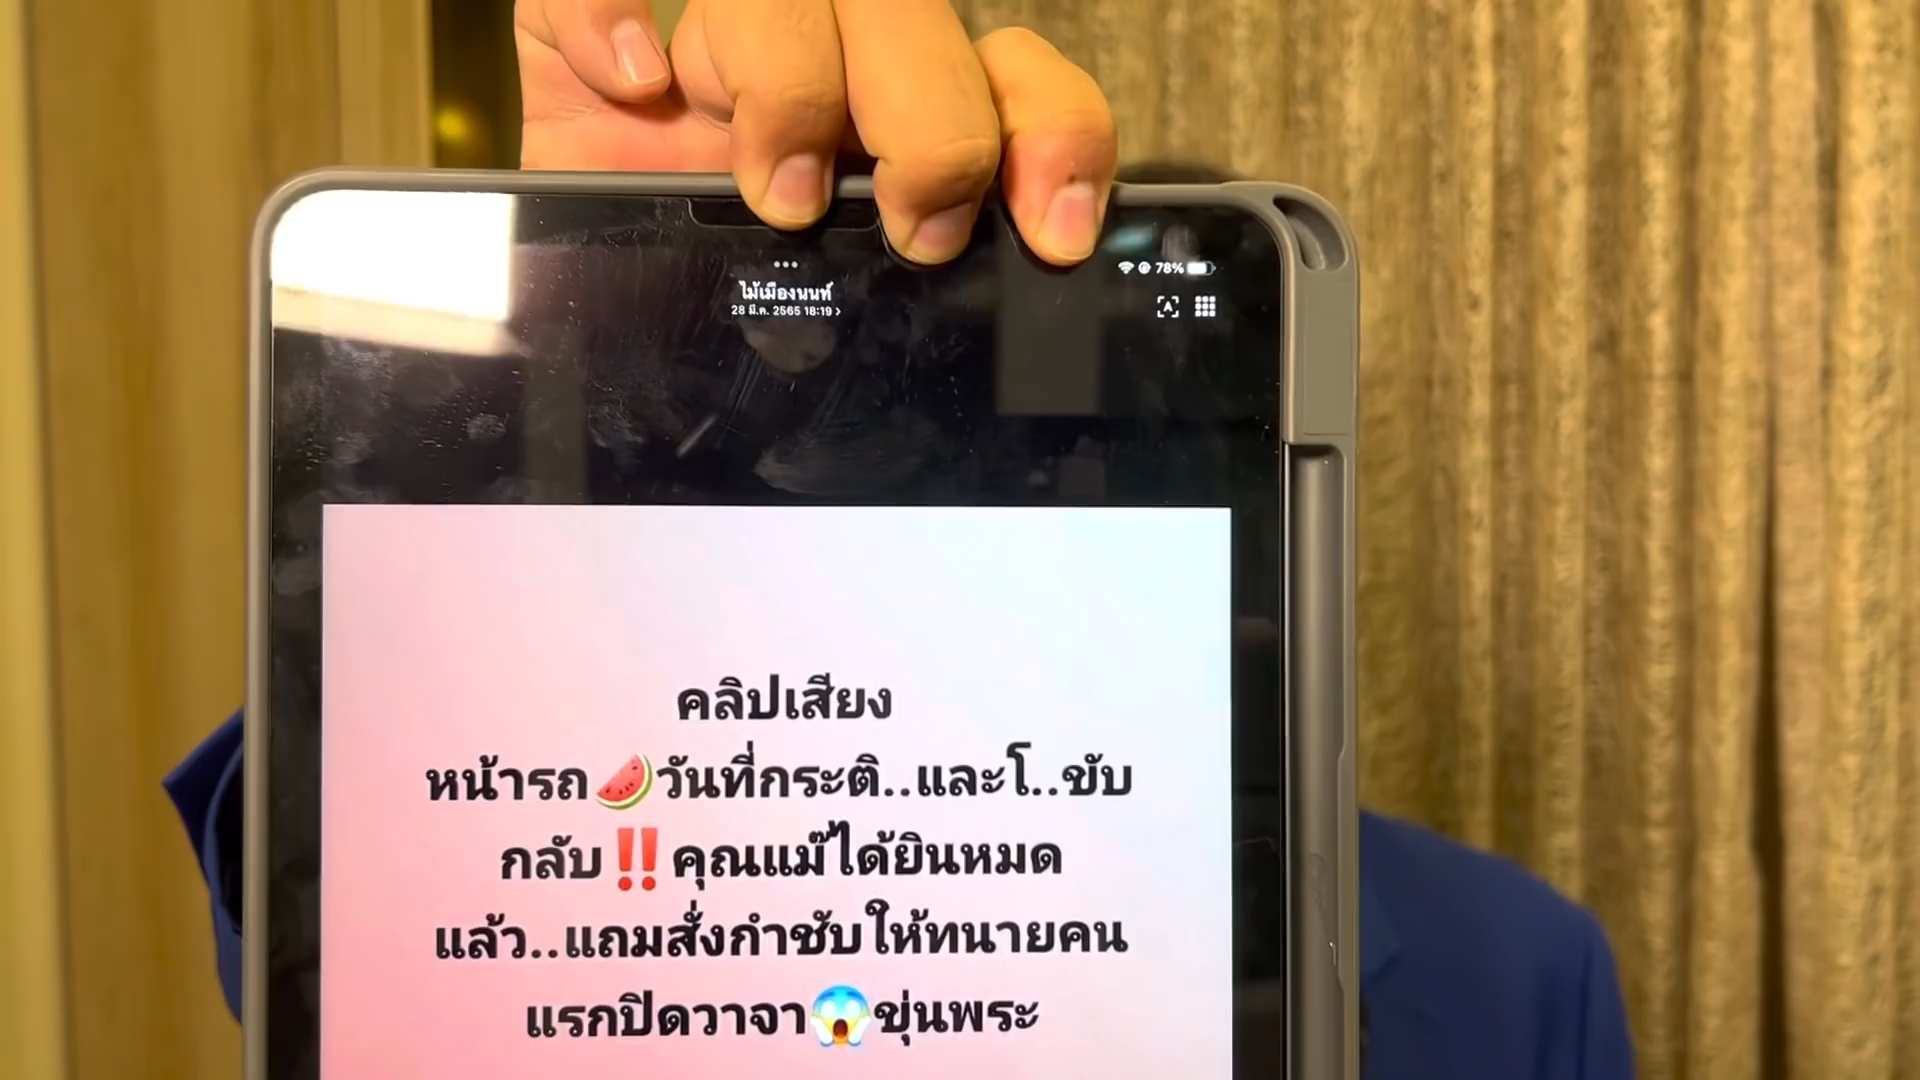 78%
ไม้เมืองนนท์
28 มี.ค. 2565 18:19 >
คลิปเสียง
หน้ารถ🍉วันที่กระติ..และโ..ขับ
กลับ‼️คุณแม๊ได้ยินหมด
แล้ว..แถมสั่งกำชับให้ทนายคน
แรกปิดวาจา😱ขุ่นพระ